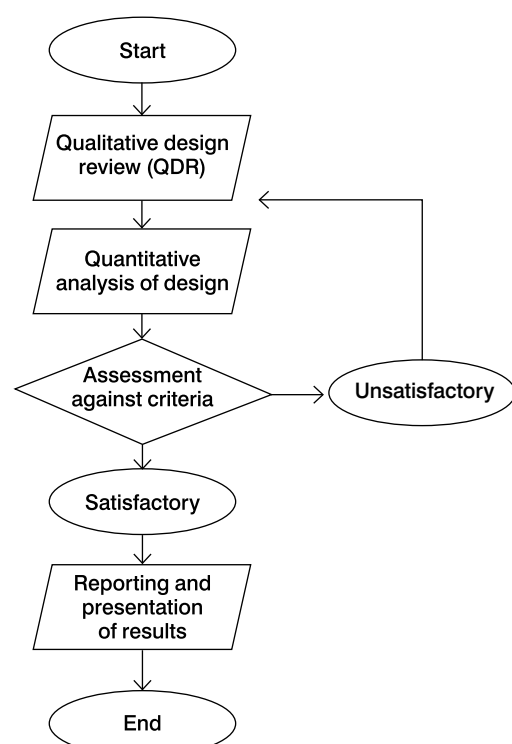 Start
Qualitative design
review (QDR)
Quantitative
analysis of design
Assessment
against criteria
Unsatisfactory
Satisfactory
Reporting and
presentation
of results
End